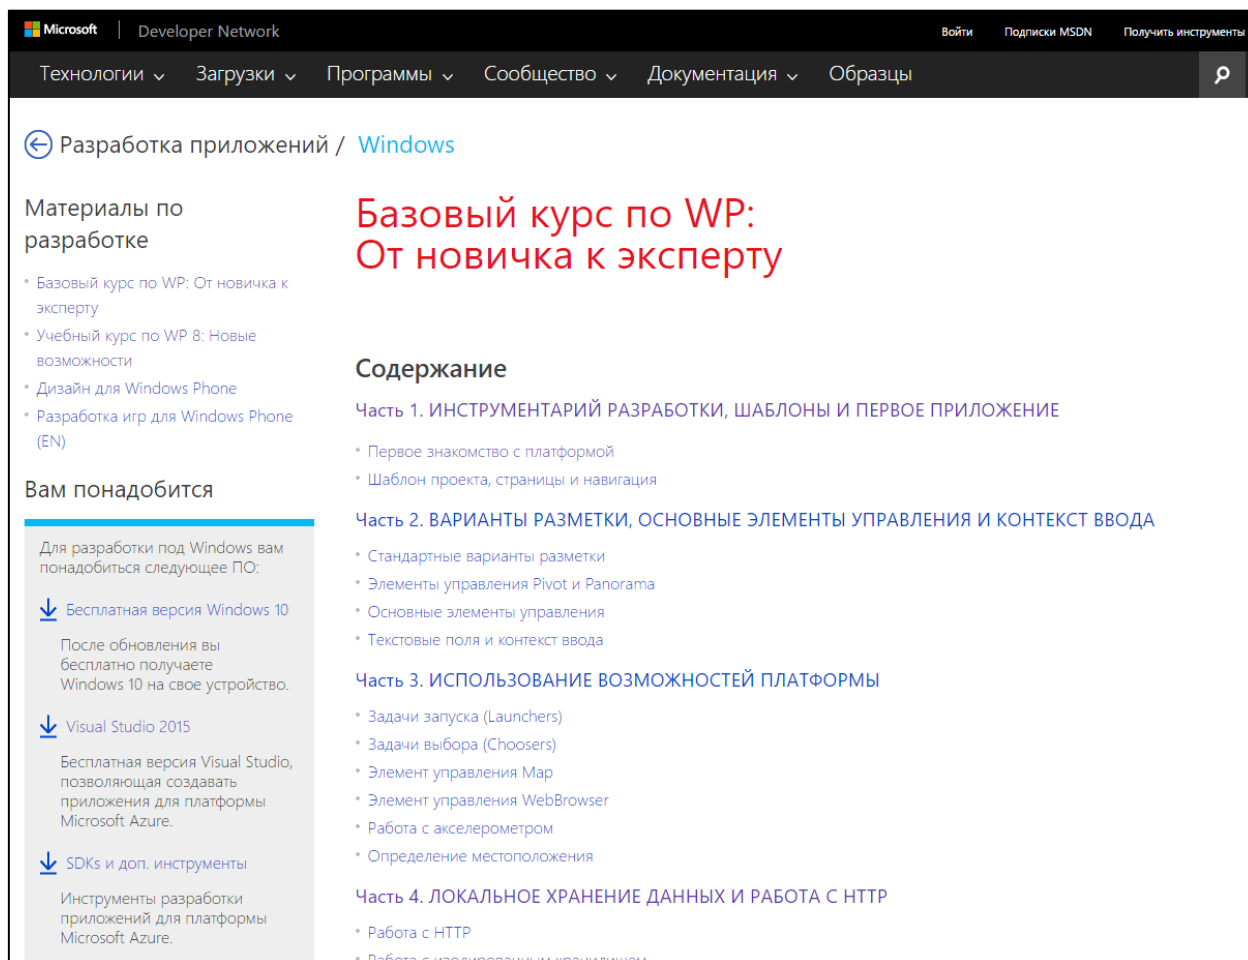 Microsoft
Developer Network
Войти
Подписки MSDN
Получить инструменты
Технологии
Загрузки
Программы
Сообщество
Документация
Образцы
Разработка приложений / Windows
Материалы по
разработке
Базовый курс по WP: От новичка к
эксперту
Учебный курс по WP 8: Новые
возможности
Дизайн для Windows Phone
Разработка игр для Windows Phone
(EN)
Вам понадобится
Для разработки под Windows вам
понадобиться следующее ПО:
Бесплатная версия Windows 10
После обновления вы
бесплатно получаете
Windows 10 на свое устройство.
Visual Studio 2015
Бесплатная версия Visual Studio,
позволяющая создавать
приложения для платформы
Microsoft Azure.
SDKs и доп. инструменты
Инструменты разработки
приложений для платформы
Microsoft Azure.
Базовый курс по WP:
От новичка к эксперту
Содержание
Часть 1. ИНСТРУМЕНТАРИЙ РАЗРАБОТКИ, ШАБЛОНЫ И ПЕРВОЕ ПРИЛОЖЕНИЕ
Первое знакомство с платформой
Шаблон проекта, страницы и навигация
Часть 2. ВАРИАНТЫ РАЗМЕТКИ, ОСНОВНЫЕ ЭЛЕМЕНТЫ УПРАВЛЕНИЯ И КОНТЕКСТ ВВОДА
Стандартные варианты разметки
Элементы управления Pivot и Panorama
Основные элементы управления
Текстовые поля и контекст ввода
Часть 3. ИСПОЛЬЗОВАНИЕ ВОЗМОЖНОСТЕЙ ПЛАТФОРМЫ
Задачи запуска (Launchers)
Задачи выбора (Choosers)
Элемент управления Map
Элемент управления WebBrowser
Работа с акселерометром
Определение местоположения
Часть 4. ЛОКАЛЬНОЕ ХРАНЕНИЕ ДАННЫХ И РАБОТА С HTTP
Работа с HTTP
Работа с изолированным хранилищем